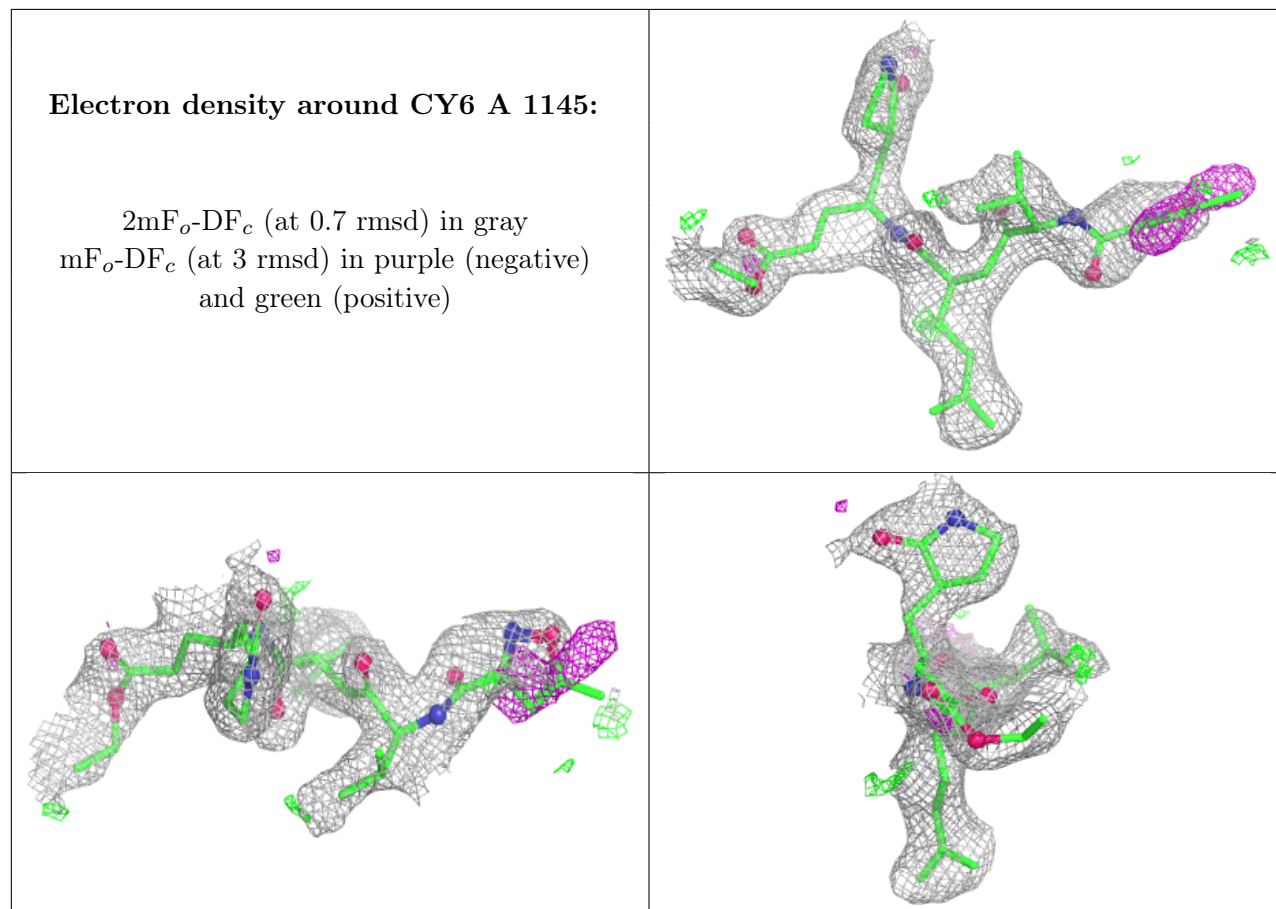 Electron density around CY6 A 1145:
2mFo-DFc (at 0.7 rmsd) in gray
mFo-DFc (at 3 rmsd) in purple (negative)
and green (positive)